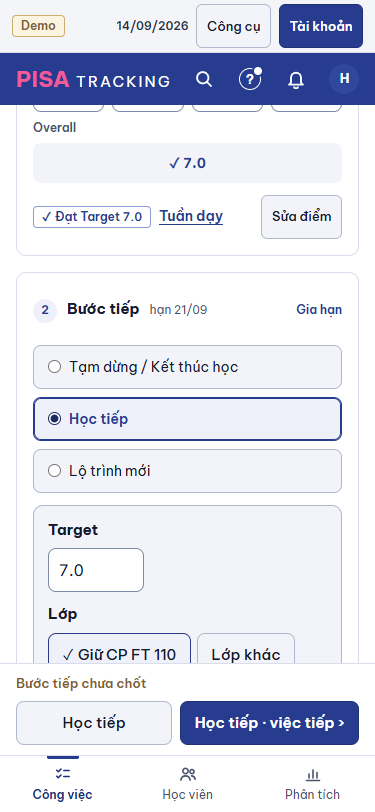 Demo
14/09/2026
Công cụ
Tài khoản
PISA TRACKING
?
H
Overall
✓ 7.0
✓ Đạt Target 7.0
Tuần dạy
Sửa điểm
2
Bước tiếp
hạn 21/09
Gia hạn
Tạm dừng / Kết thúc học
Học tiếp
Lộ trình mới
Target
7.0
Lớp
✓ Giữ CP FT 110
Lớp khác
Bước tiếp chưa chốt
Học tiếp
Học tiếp · việc tiếp ›
Công việc
Học viên
Phân tích